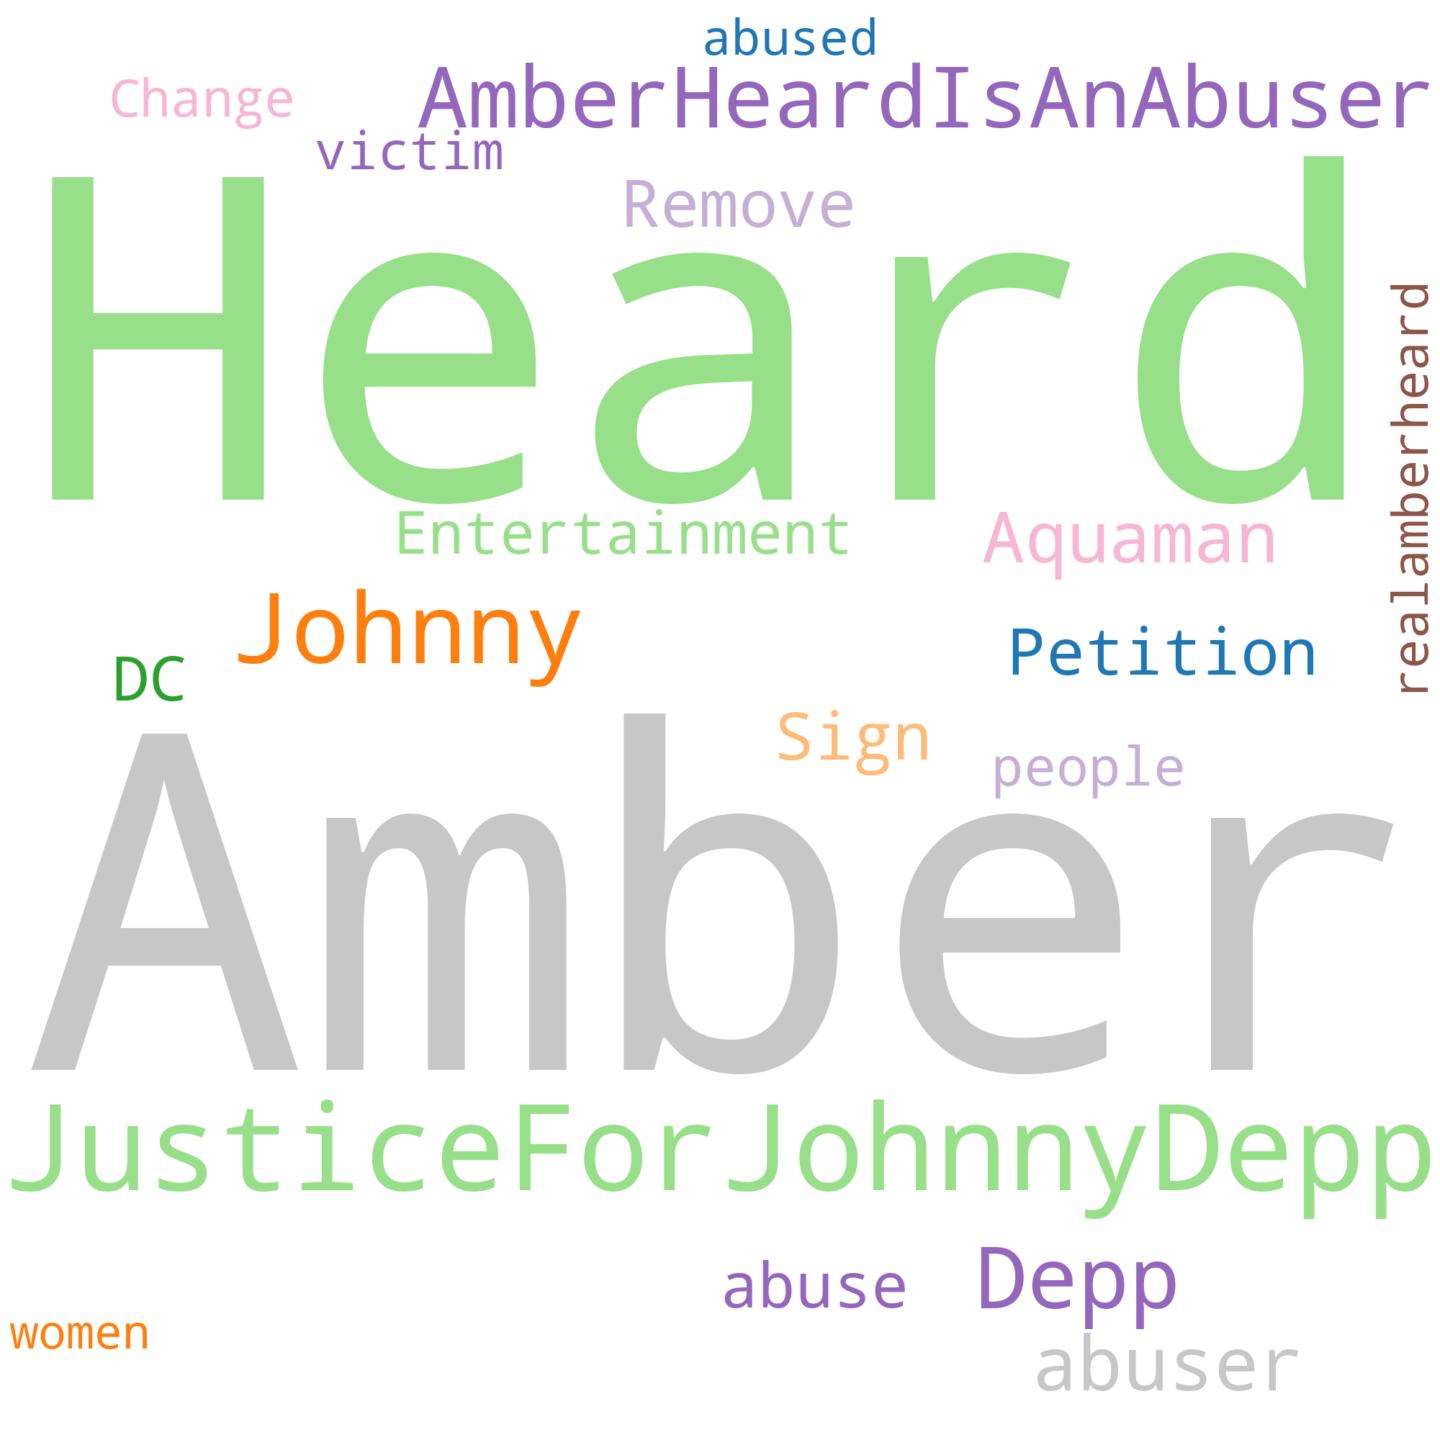 abused
Change
AmberHeardIsAnAbuser
victim
Remove
Heard
realamberheard
Entertainment
Aquaman
Johnny
Petition
DC
Sign
people
Amber
JusticeForJohnnyDepp
abuse
Depp
women
abuser